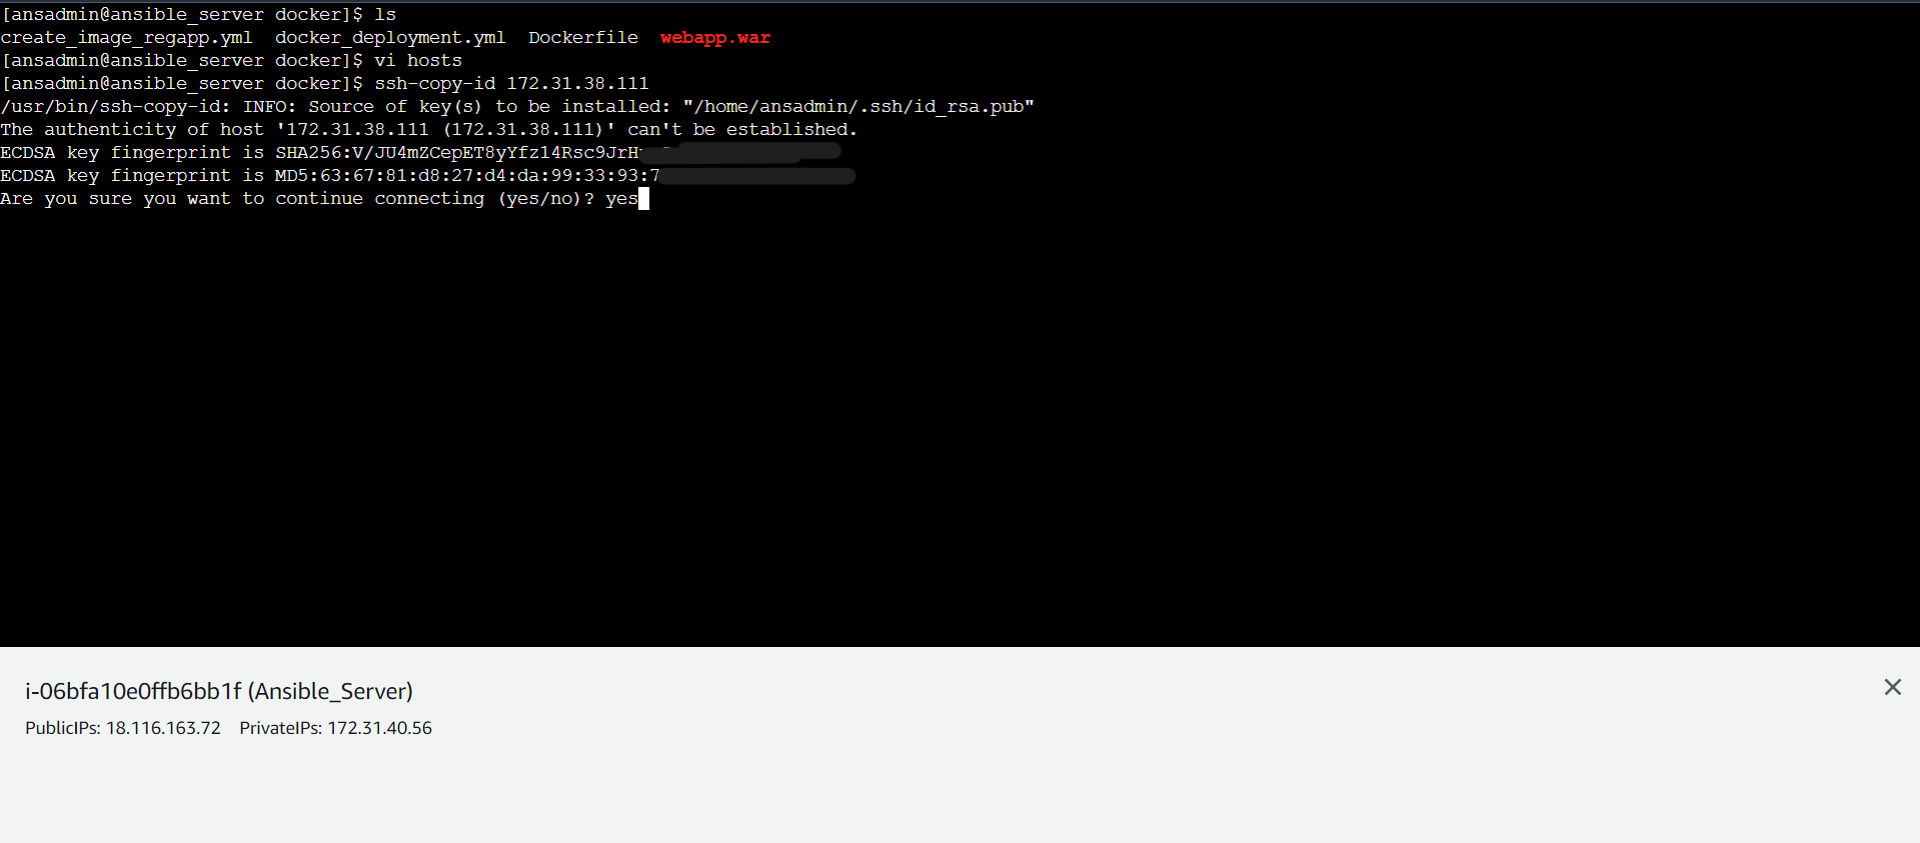 [ansadmin@ansible_server docker]$ ls
create_image_regapp.yml  docker_deployment.yml  Dockerfile  webapp.war
[ansadmin@ansible_server docker]$ vi hosts
[ansadmin@ansible_server docker]$ ssh-copy-id 172.31.38.111
/usr/bin/ssh-copy-id: INFO: Source of key(s) to be installed: "/home/ansadmin/.ssh/id_rsa.pub"
The authenticity of host '172.31.38.111 (172.31.38.111)' can't be established.
ECDSA key fingerprint is SHA256:V/JU4mZCepET8yYfz14Rsc9JrH
ECDSA key fingerprint is MD5:63:67:81:d8:27:d4:da:99:33:93:7
Are you sure you want to continue connecting (yes/no)? yes
i-06bfa10e0ffb6bb1f (Ansible_Server)
PublicIPs: 18.116.163.72    PrivateIPs: 172.31.40.56